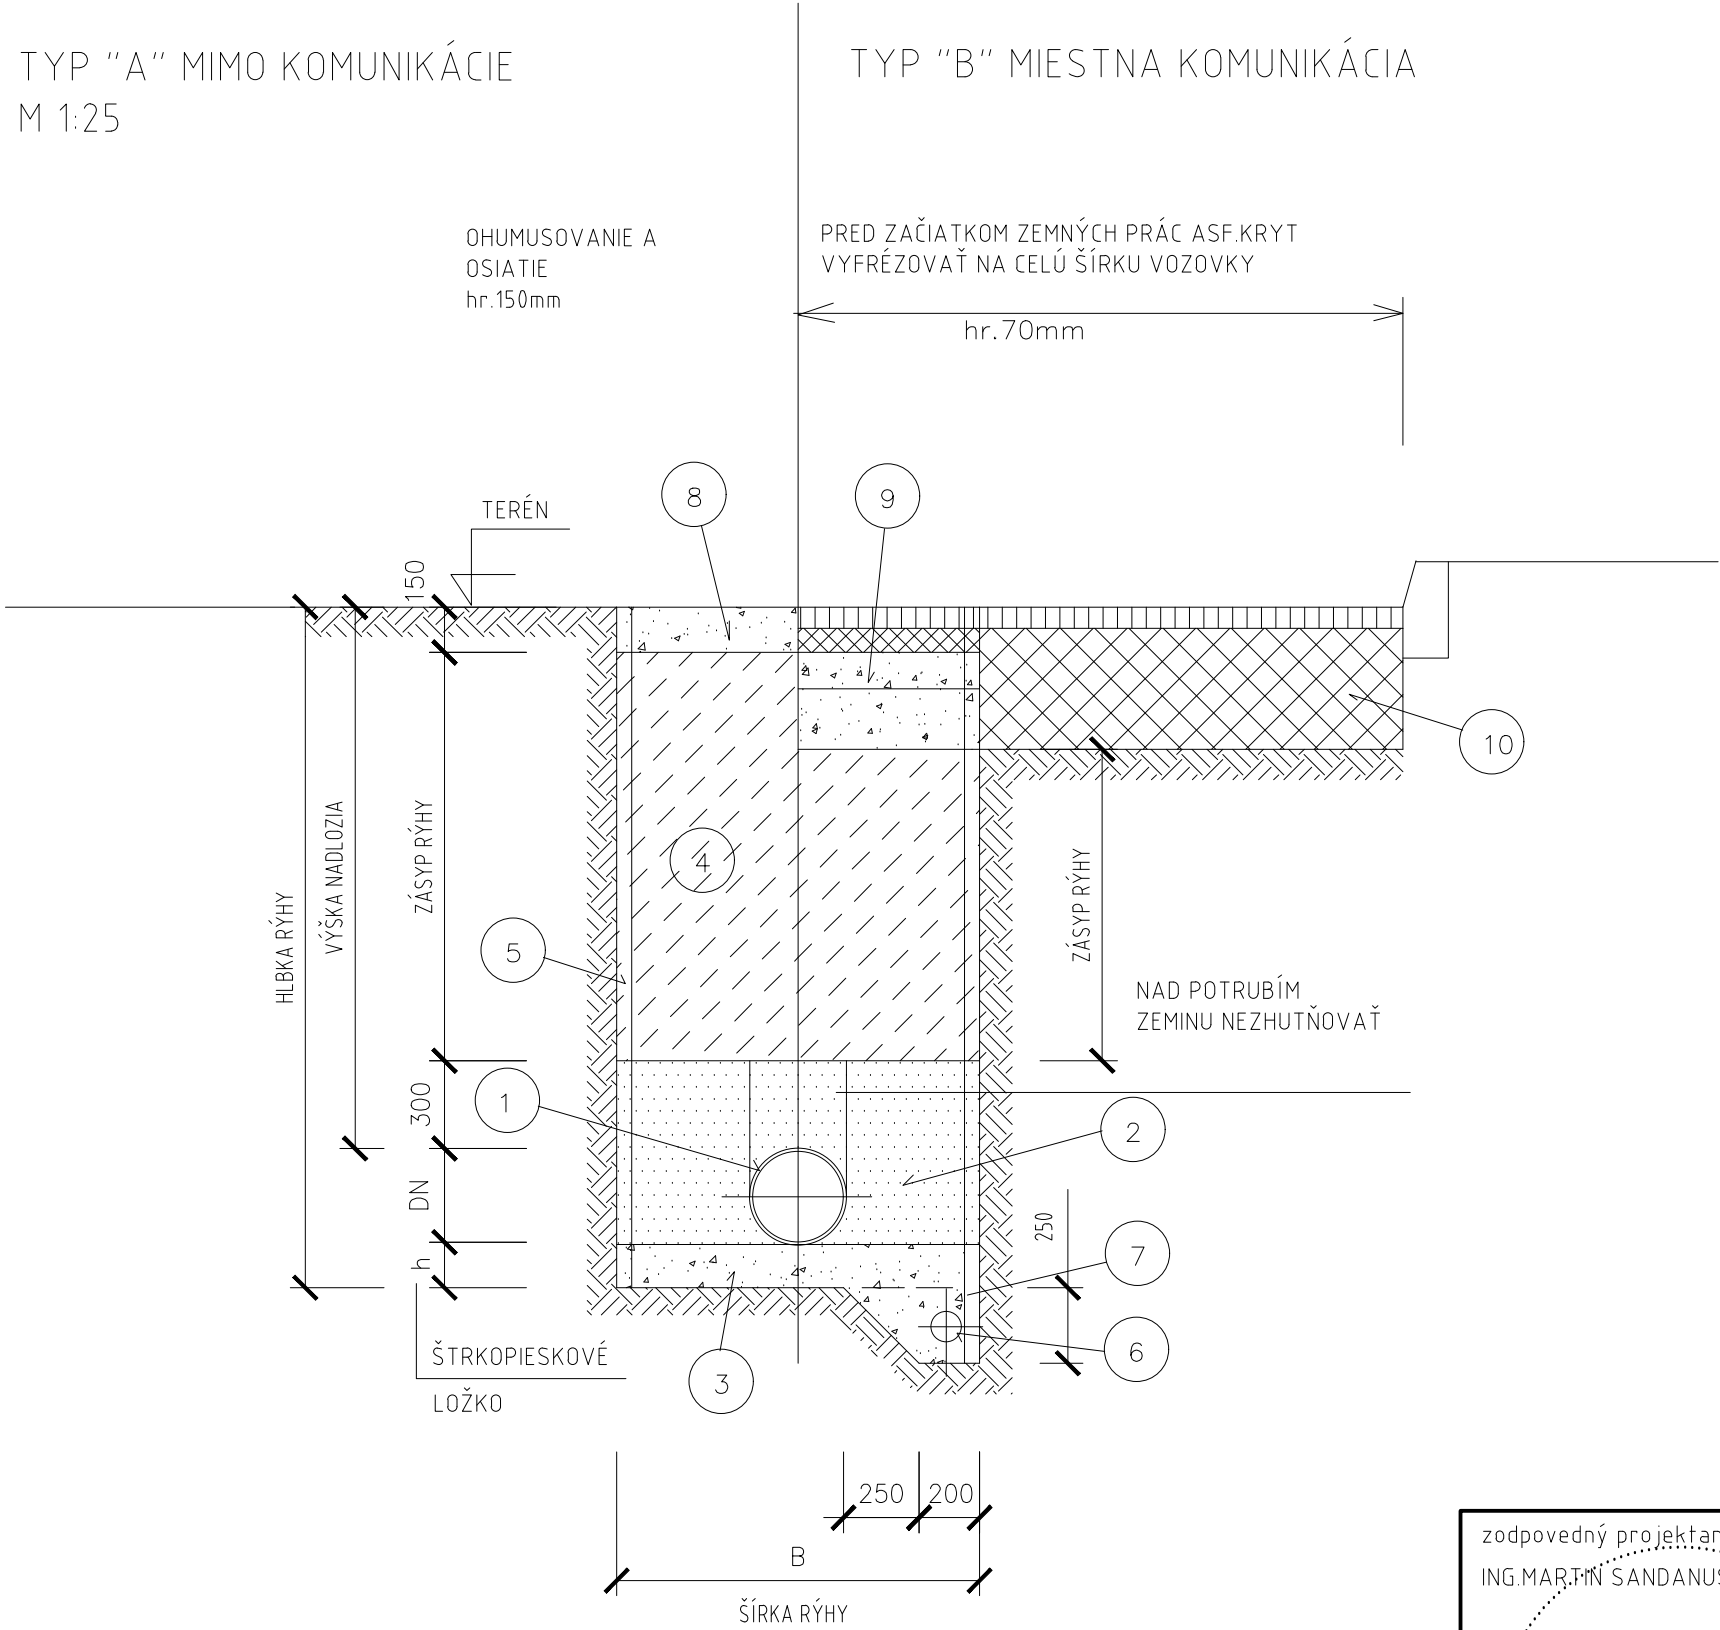 TYP "A" MIMO KOMUNIKÁCIE
M 1:25
TYP "B" MIESTNA KOMUNIKÁCIA
OHUMUSOVANIE A
OSIATIE
hr.150mm
PRED ZAČIATKOM ZEMNÝCH PRÁC ASF.KRYT
VYFRÉZOVAŤ NA CELÚ ŠÍRKU VOZOVKY
hr.70mm
TERÉN
8
9
150
10
HLBKA RÝHY
VÝŠKA NADLOZIA
ZÁSYP RÝHY
4
5
ZÁSYP RÝHY
NAD POTRUBÍM
ZEMINU NEZHUTŇOVAŤ
300
1
2
DN
250
7
h
6
ŠTRKOPIESKOVÉ
LOŽKO
3
250
200
B
ŠÍRKA RÝHY
zodpovedný
ING.MARTIN